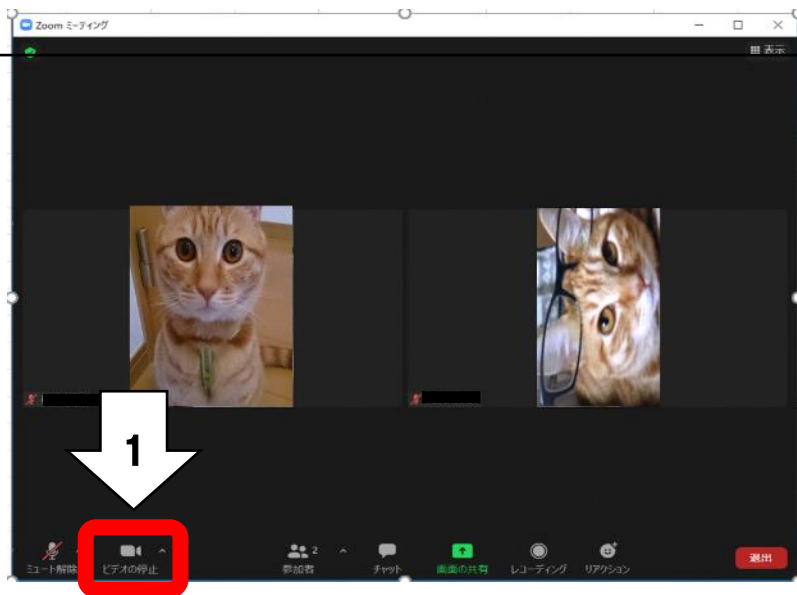 Zoom ミーティング
表示
1
ミュート解除
ビデオの停止
参加者
2
チャット
画面の共有
レコーディング
リアクション
退出